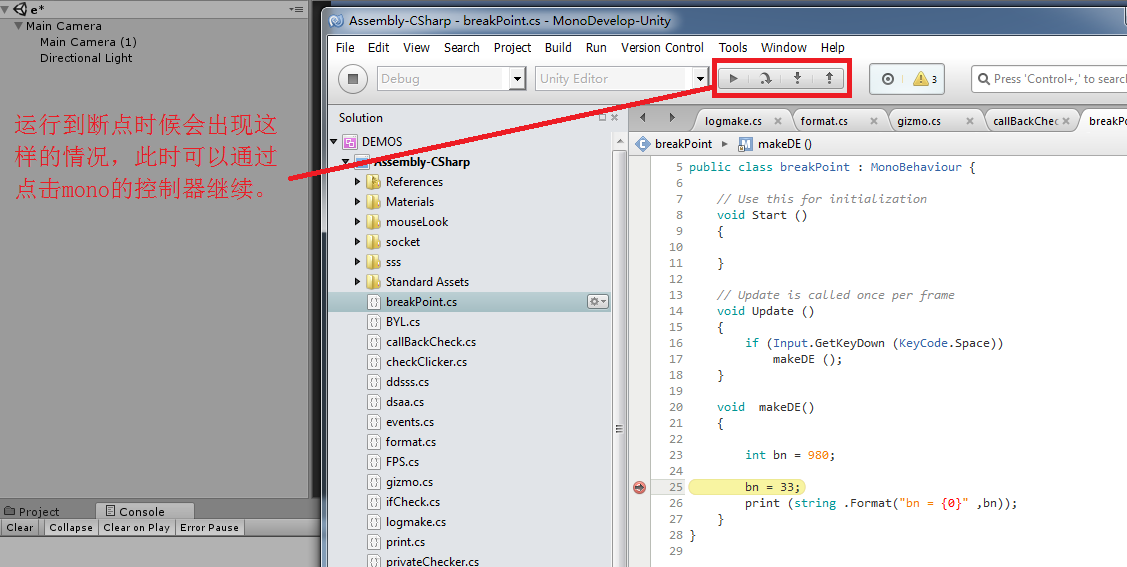 e*
Main Camera
Main Camera (1)
Directional Light
运行到断点时候会出现这
样的情况，此时可以通过
点击mono的控制器继续。
Project
Console
Clear
Collapse
Clear on Play
Error Pause
Assembly-CSharp - breakPoint.cs - MonoDevelop-Unity
File Edit View Search Project Build Run Version Control Tools Window Help
Debug
Unity Editor
3
Press 'Control+,' to searc
Solution
DEMOS
Assembly-CSharp
References
Materials
mouseLook
socket
sss
Standard Assets
breakPoint.cs
BYL.cs
callBackCheck.cs
checkClicker.cs
ddsss.cs
dsaa.cs
events.cs
format.cs
FPS.cs
gizmo.cs
ifCheck.cs
logmake.cs
print.cs
privateChecker.cs
logmake.cs
format.cs
gizmo.cs
callBackChec
breakPo
breakPoint
makeDE ()
5 public class breakPoint : MonoBehaviour {
6
7 // Use this for initialization
8 void Start ()
9 {
10
11 }
12
13 // Update is called once per frame
14 void Update ()
15 {
16 if (Input.GetKeyDown (KeyCode.Space))
17 makeDE ();
18 }
19
20 void makeDE()
21 {
22
23 int bn = 980;
24
25 bn = 33;
26 print (string .Format("bn = {0}" ,bn));
27 }
28 }
29